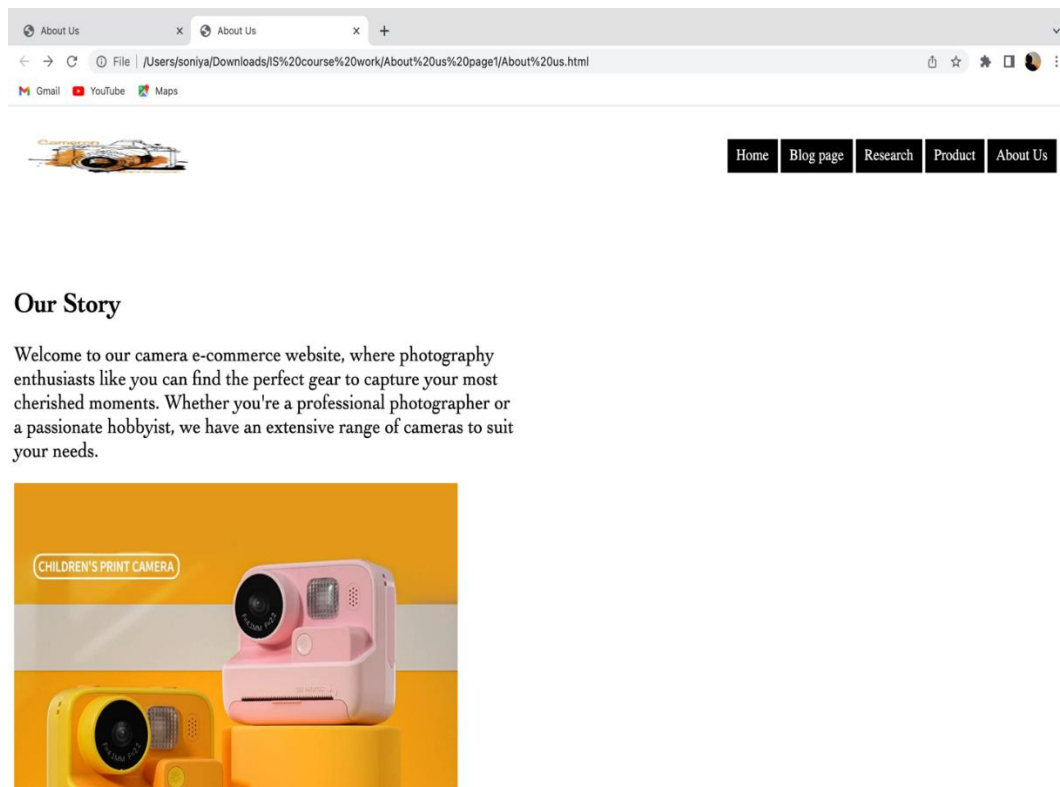 About Us
About Us
File /Users/soniya/Downloads/IS%20course%20work/About%20us%20page1/About%20us.html
Gmail YouTube Maps
Cameron
Home Blog page Research Product About Us
Our Story
Welcome to our camera e-commerce website, where photography
enthusiasts like you can find the perfect gear to capture your most
cherished moments. Whether you're a professional photographer or
a passionate hobbyist, we have an extensive range of cameras to suit
your needs.
CHILDREN'S PRINT CAMERA